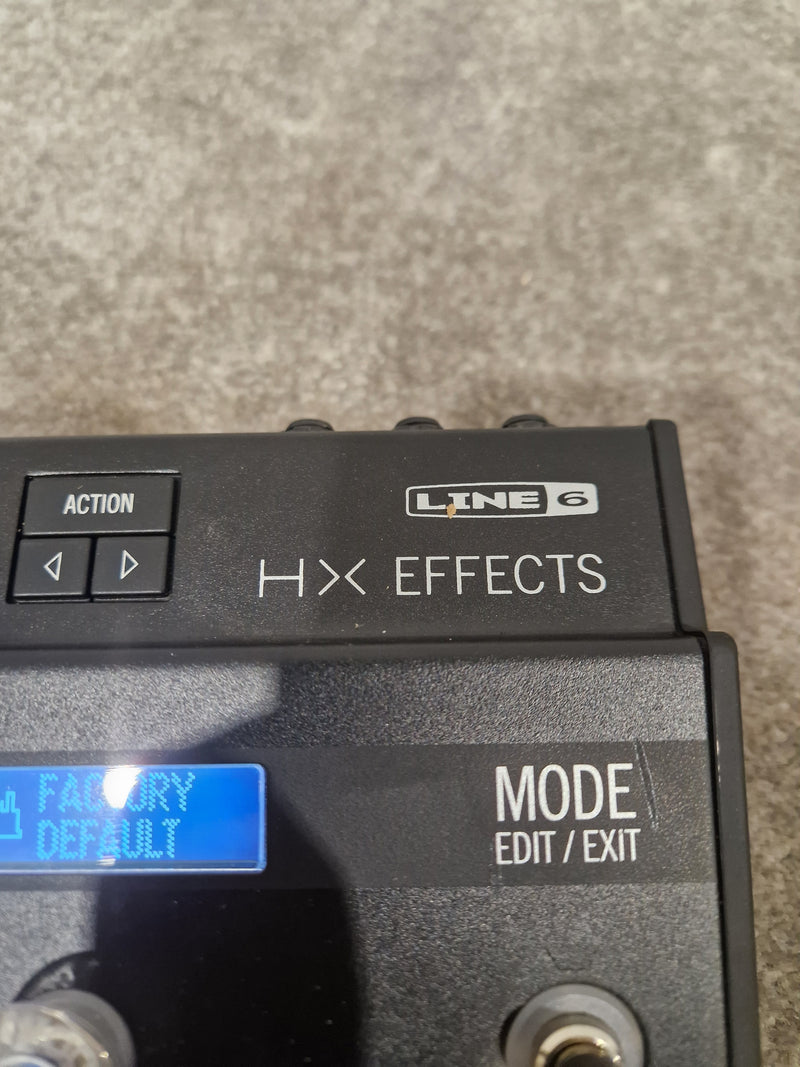 ACTION
LINE 6
HX EFFECTS
FACTORY
DEFAULT
MODE
EDIT / EXIT